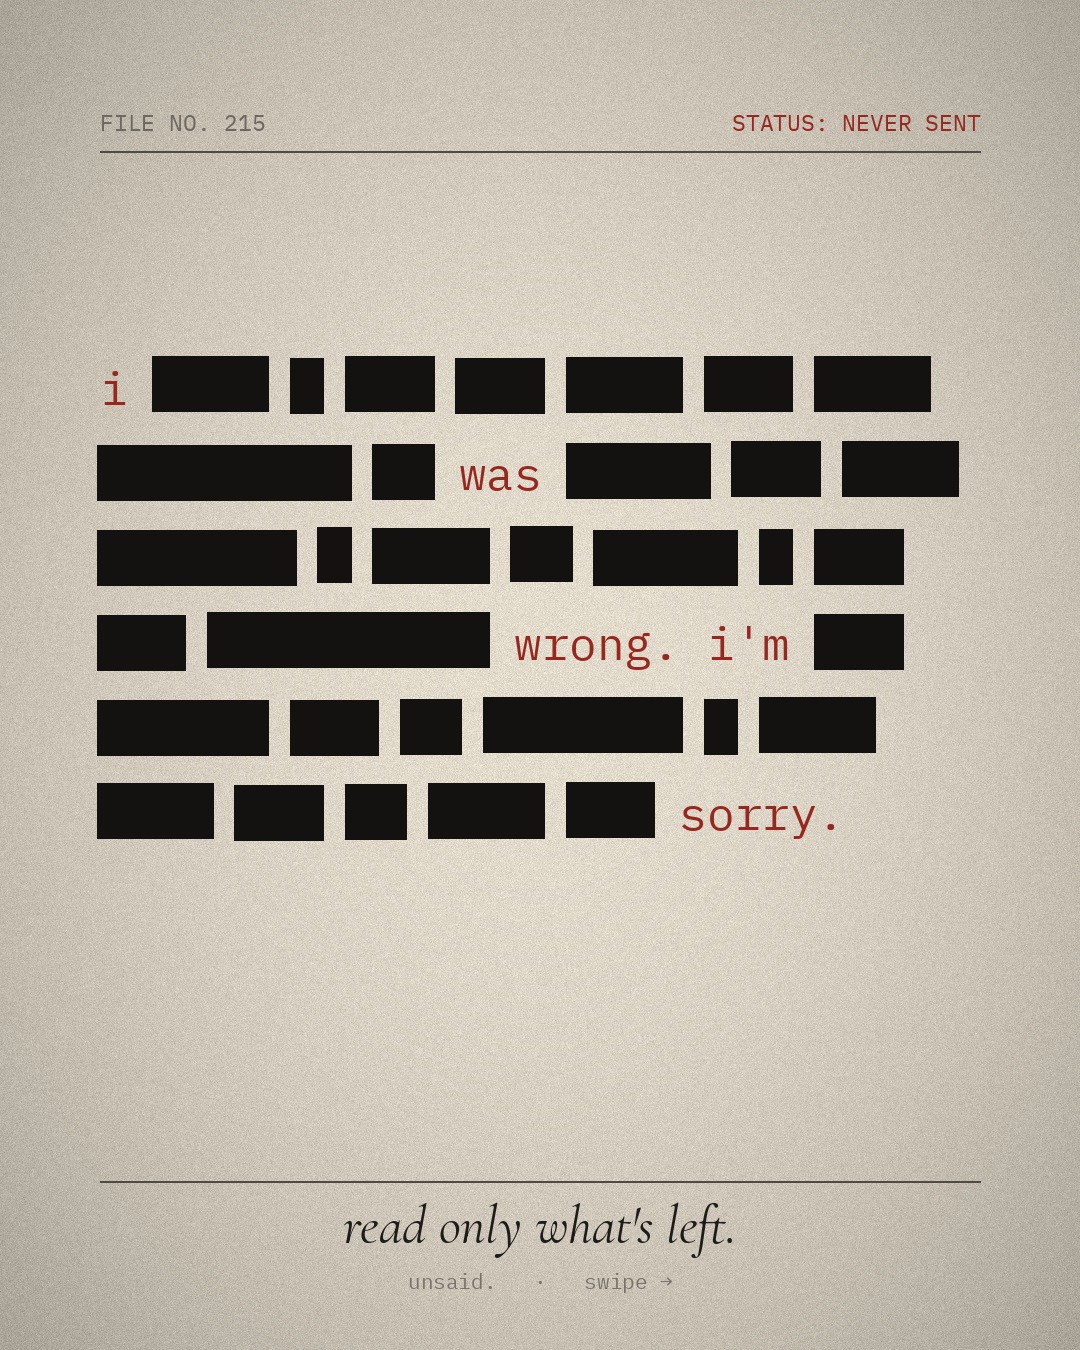 FILE NO. 215 STATUS: NEVER SENT
i
was
wrong. i'm
sorry.
read only what's left.
unsaid. · swipe →